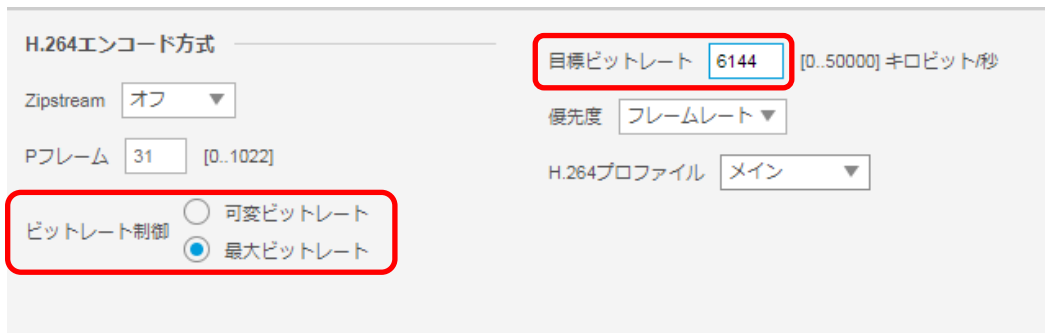 H.264エンコード方式
Zipstream オフ
Pフレーム 31 [0..1022]
ビットレート制御
可変ビットレート
最大ビットレート
目標ビットレート 6144 [0..50000] キロビット/秒
優先度 フレームレート
H.264プロファイル メイン